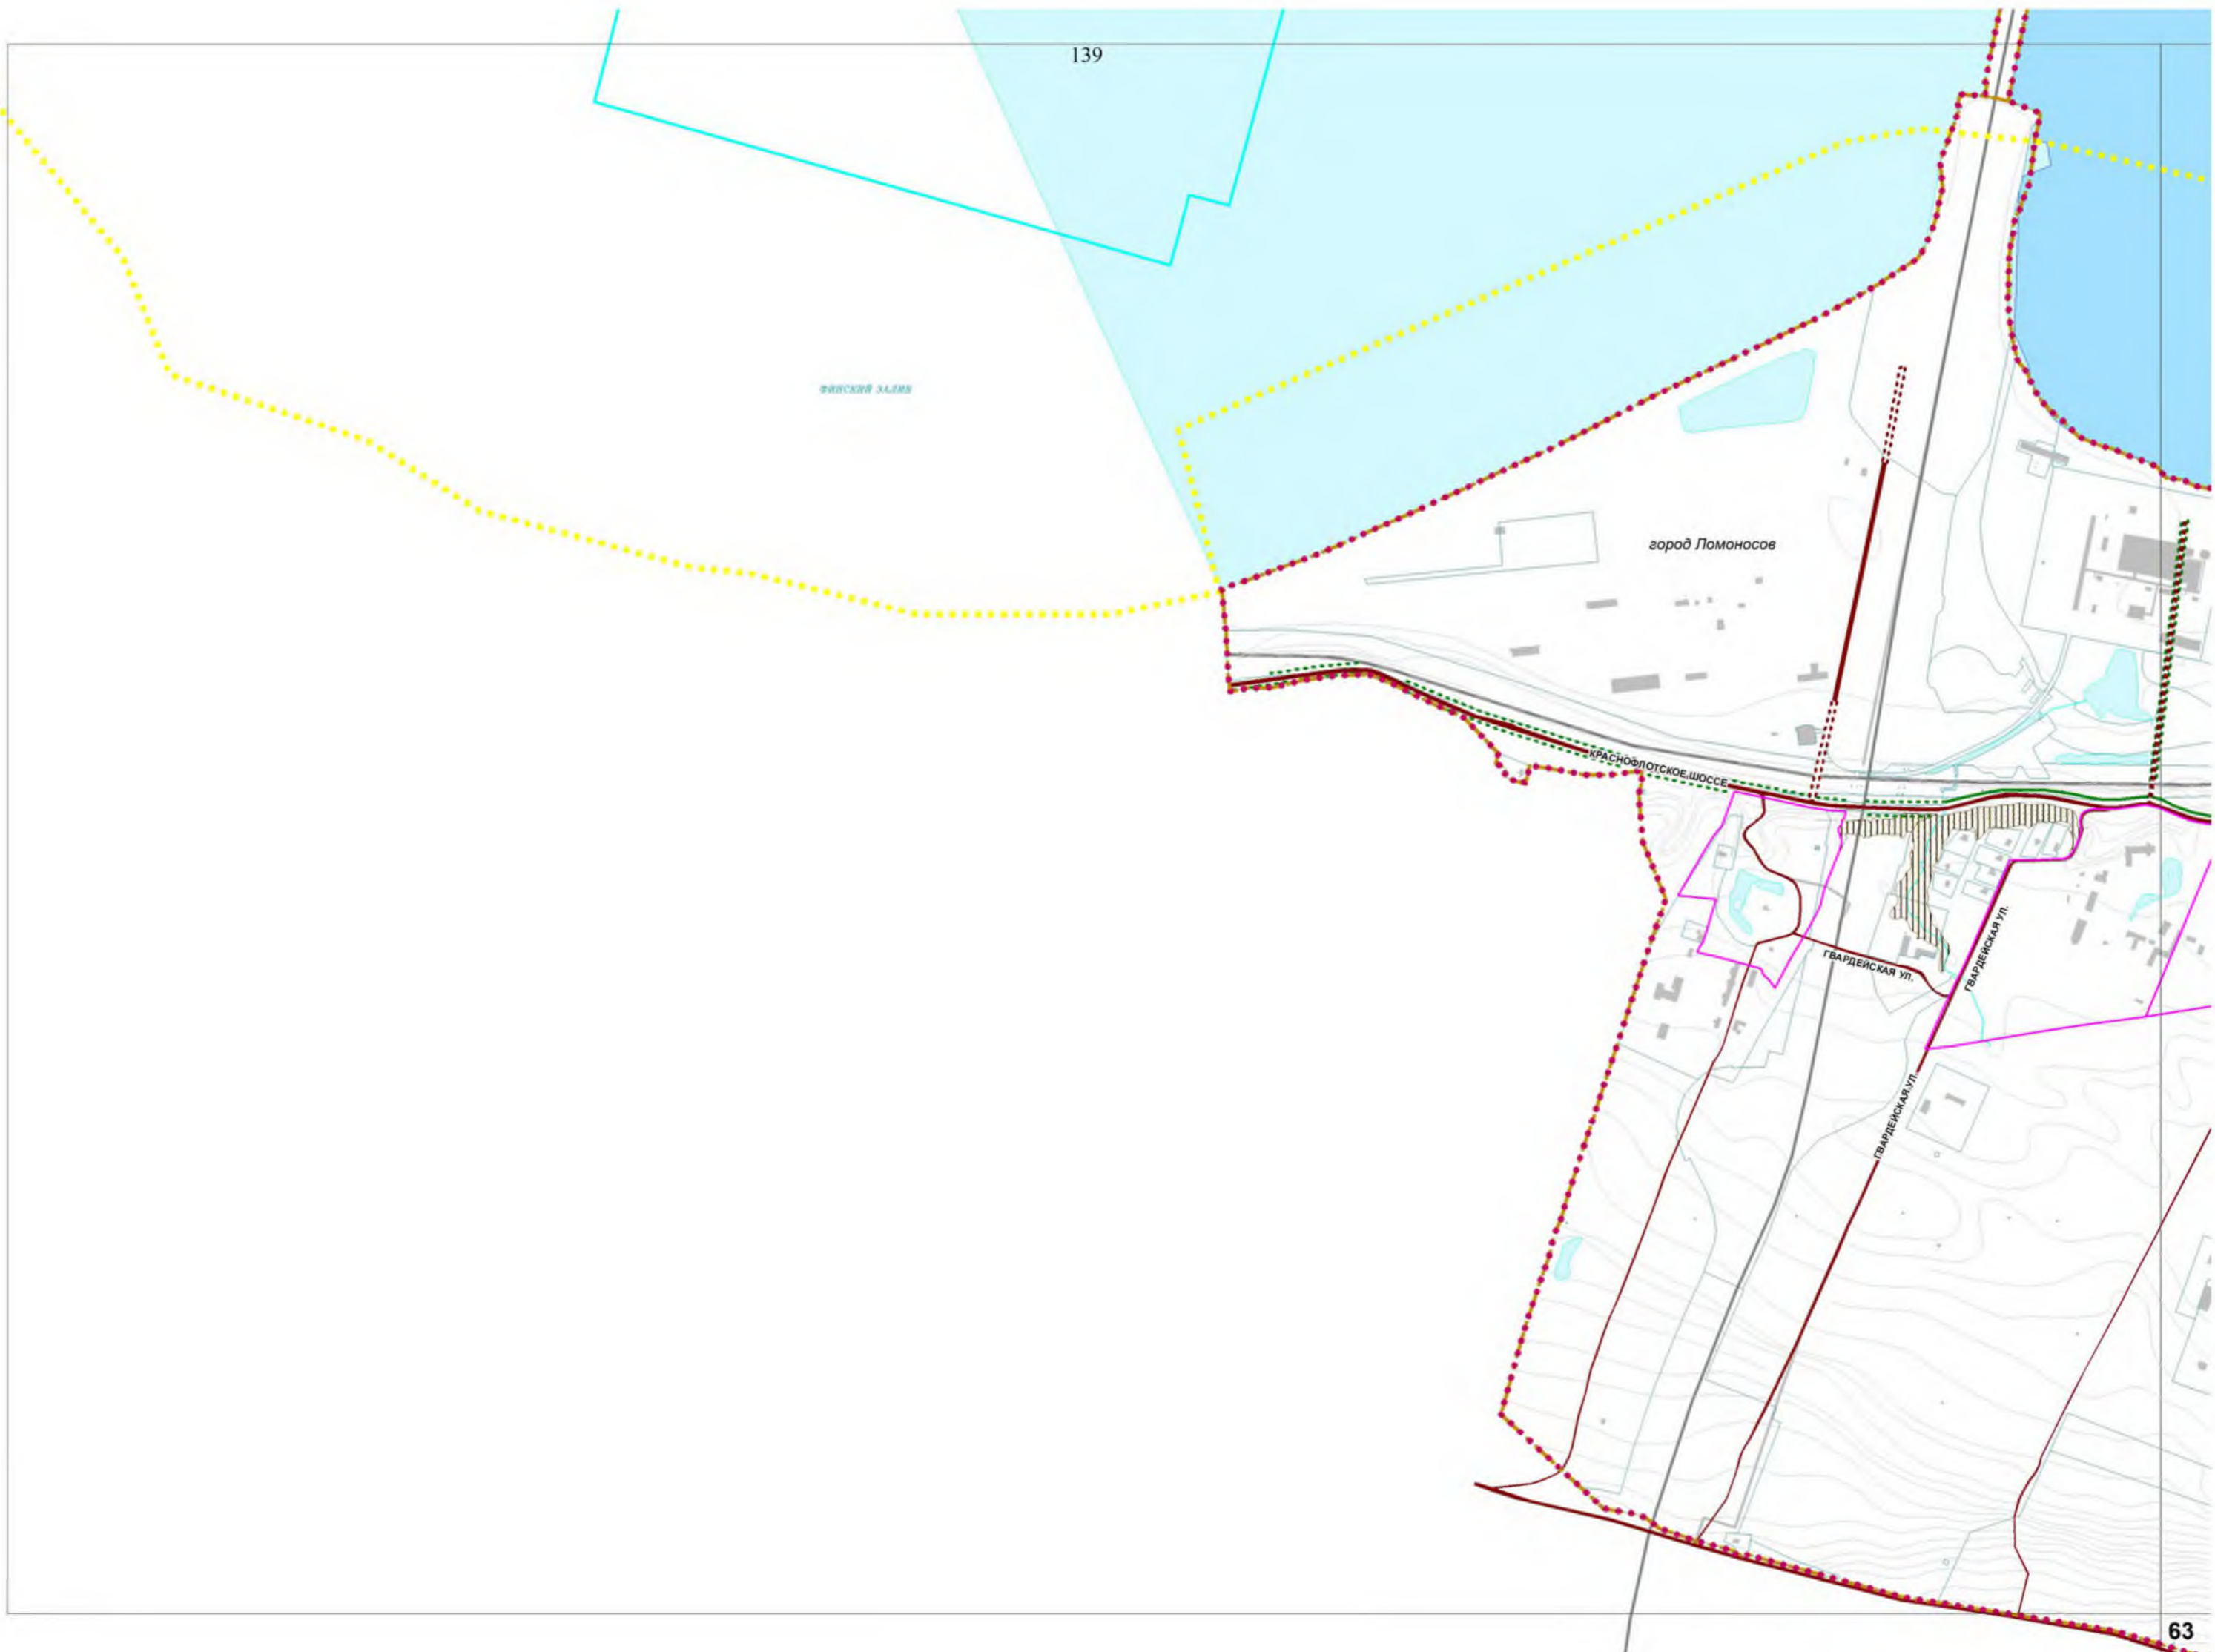 139
ФИНСКИЙ ЗАЛИВ
город Ломоносов
КРАСНОФЛОТСКОЕ ШОССЕ
ГВАРДЕЙСКАЯ УЛ.
ГВАРДЕЙСКАЯ УЛ.
ГВАРДЕЙСКАЯ УЛ.
63